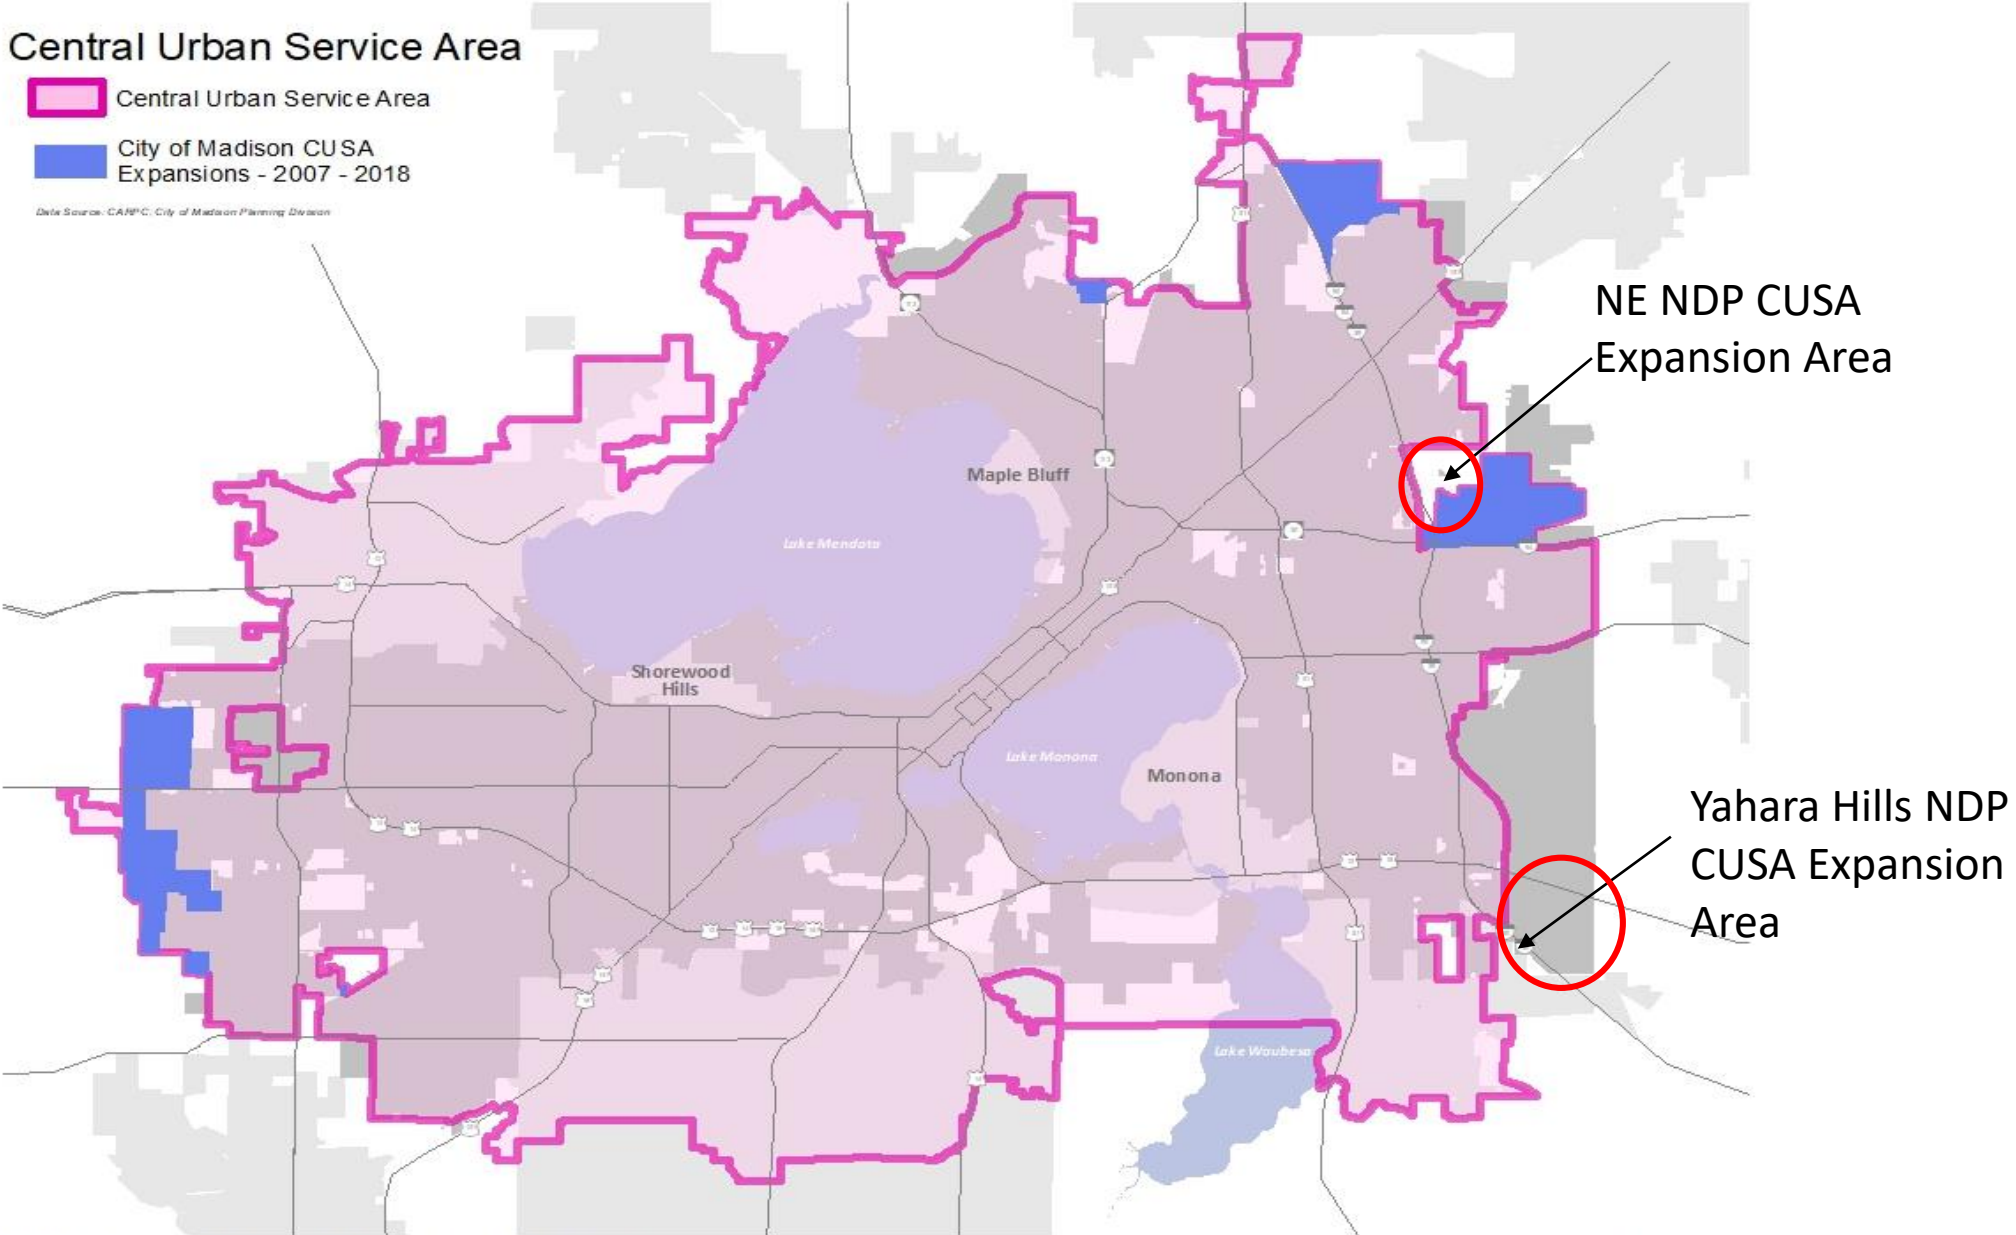 Central Urban Service Area
Central Urban Service Area
City of Madison CUSA
Expansions - 2007 - 2018
Data Source: CARPC, City of Madison Planning Division
NE NDP CUSA
Expansion Area
Maple Bluff
Lake Mendota
Shorewood
Hills
Lake Monona
Monona
Yahara Hills NDP
CUSA Expansion
Area
Lake Waubesa